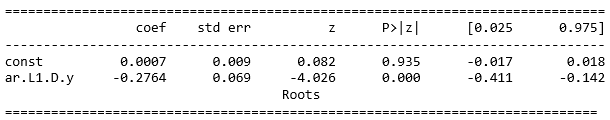 ==============================================================================
                 coef    std err          z      P>|z|      [0.025      0.975]
------------------------------------------------------------------------------
const          0.0007      0.009      0.082      0.935      -0.017       0.018
ar.L1.D.y     -0.2764      0.069     -4.026      0.000      -0.411      -0.142
                                    Roots
=============================================================================